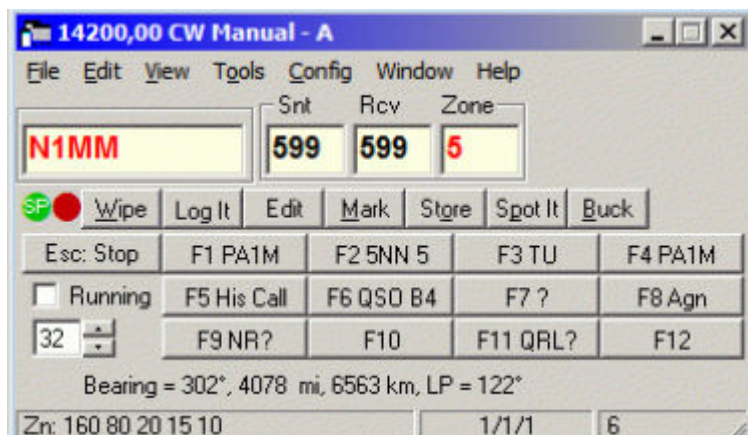 14200,00 CW Manual - A
File Edit View Tools Config Window Help
Snt Rcv Zone
N1MM 599 599 5
SP Wipe Log It Edit Mark Store Spot It Buck
Esc: Stop F1 PA1M F2 5NN 5 F3 TU F4 PA1M
Running F5 His Call F6 QSO B4 F7 ? F8 Agn
32 F9 NR? F10 F11 QRL? F12
Bearing = 302°, 4078 mi, 6563 km, LP = 122°
Zn: 160 80 20 15 10 1/1/1 6